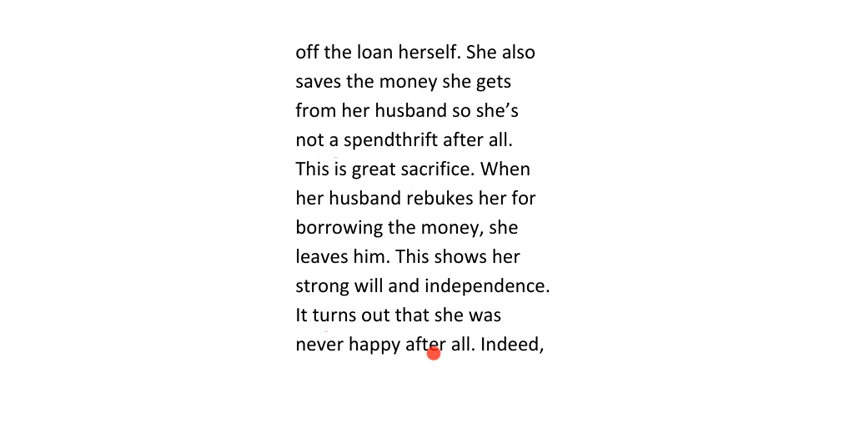 off the loan herself. She also
saves the money she gets
from her husband so she’s
not a spendthrift after all.
This is great sacrifice. When
her husband rebukes her for
borrowing the money, she
leaves him. This shows her
strong will and independence.
It turns out that she was
never happy after all. Indeed,